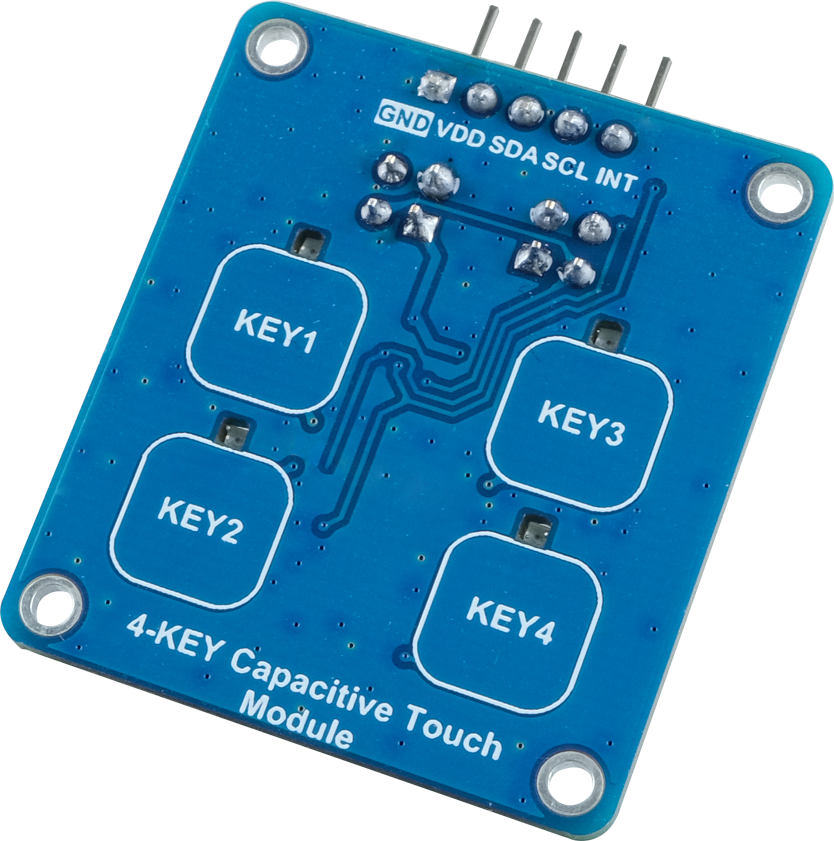 GND VDD SDA SCL INT
KEY1
KEY3
KEY2
KEY4
4-KEY Capacitive Touch
Module